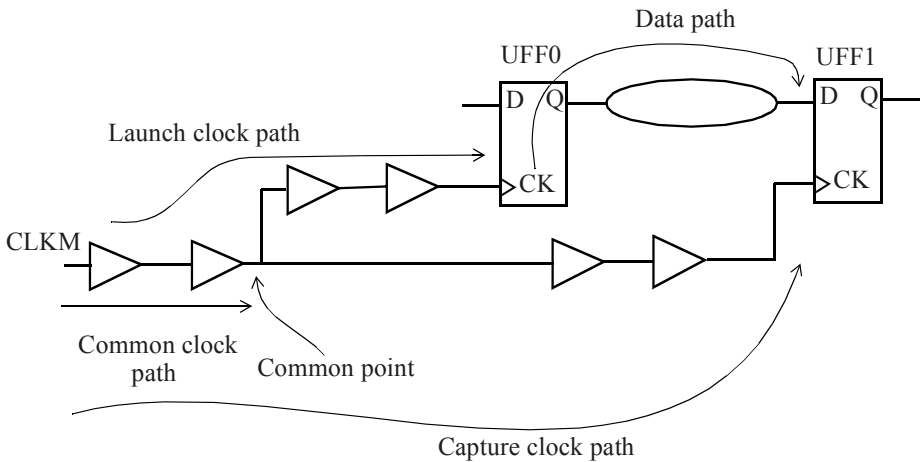 Data path
UFF0
UFF1
D Q
D Q
Launch clock path
CK
CK
CLKM
Common clock
path
Common point
Capture clock path